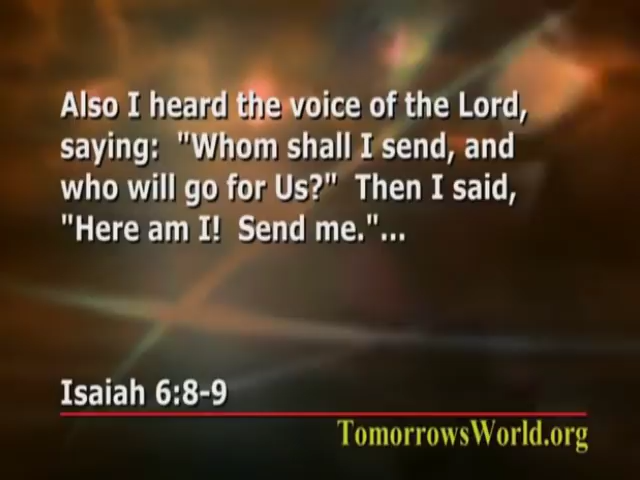 Also I heard the voice of the Lord,
saying:  "Whom shall I send, and
who will go for Us?"  Then I said,
"Here am I!  Send me."...
Isaiah 6:8-9
TomorrowsWorld.org